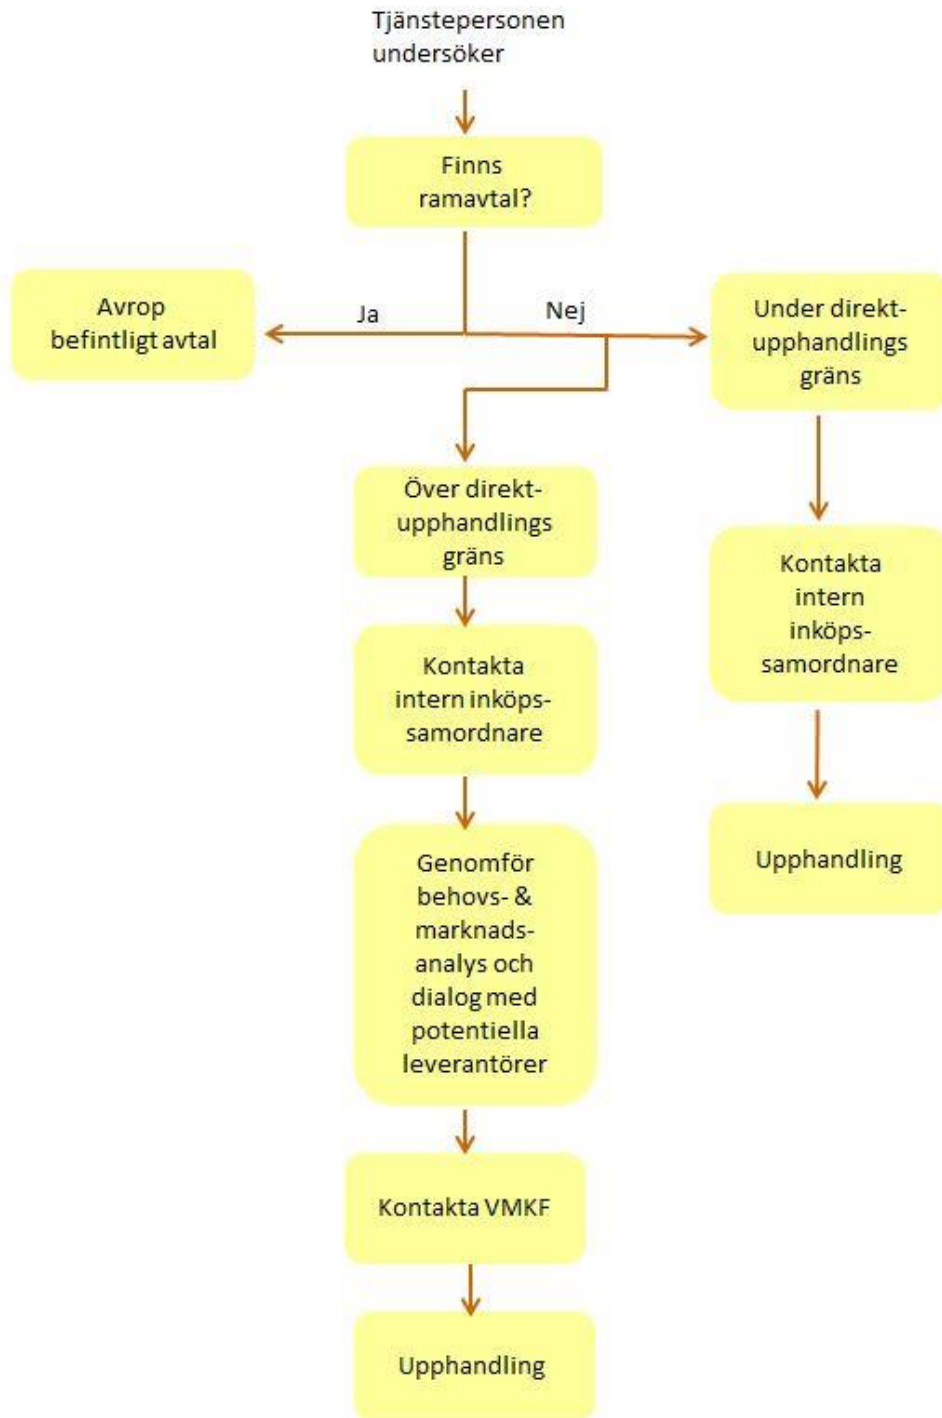 Tjänstepersonen
undersöker
Finns
ramavtal?
Ja
Nej
Avrop
befintligt avtal
Under direkt-
upphandlings
gräns
Över direkt-
upphandlings
gräns
Kontakta
intern
inköps-
samordnare
Kontakta
intern inköps-
samordnare
Upphandling
Genomför
behovs- &
marknads-
analys och
dialog med
potentiella
leverantörer
Kontakta VMKF
Upphandling